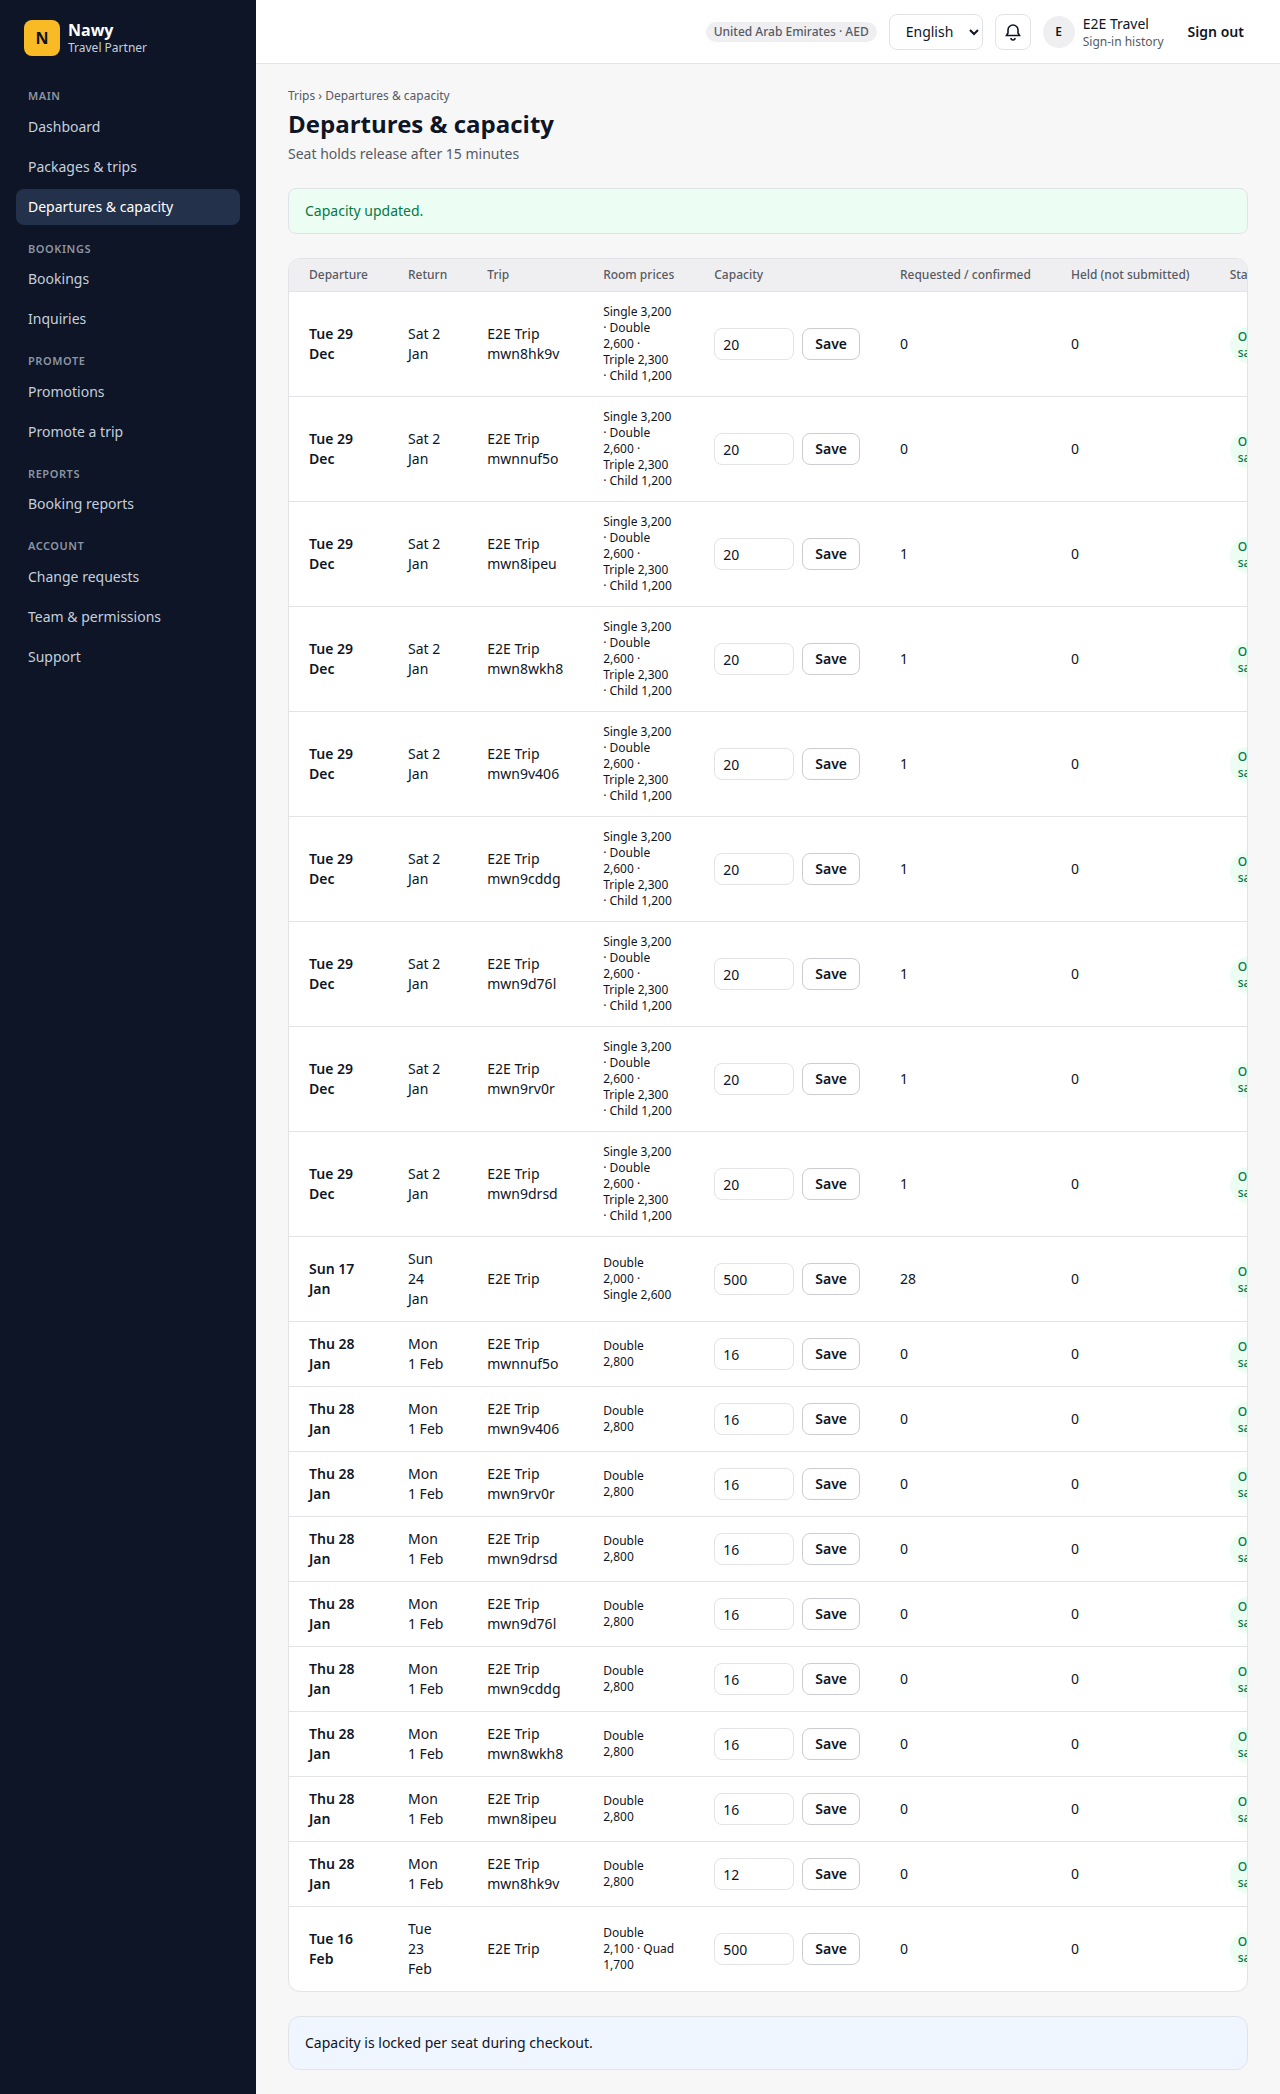 N
Nawy
Travel Partner
MAIN
Dashboard
Packages & trips
Departures & capacity
BOOKINGS
Bookings
Inquiries
PROMOTE
Promotions
Promote a trip
REPORTS
Booking reports
ACCOUNT
Change requests
Team & permissions
Support
United Arab Emirates · AED
English
E
E2E Travel
Sign-in history
Sign out
Trips › Departures & capacity
Departures & capacity
Seat holds release after 15 minutes
Capacity updated.
Departure Return Trip Room prices Capacity Requested / confirmed Held (not submitted)
Tue 29 Dec Sat 2 Jan E2E Trip mwn8hk9v Single 3,200 · Double 2,600 · Triple 2,300 · Child 1,200 20 Save 0 0
Tue 29 Dec Sat 2 Jan E2E Trip mwnnuf5o Single 3,200 · Double 2,600 · Triple 2,300 · Child 1,200 20 Save 0 0
Tue 29 Dec Sat 2 Jan E2E Trip mwn8ipeu Single 3,200 · Double 2,600 · Triple 2,300 · Child 1,200 20 Save 1 0
Tue 29 Dec Sat 2 Jan E2E Trip mwn8wkh8 Single 3,200 · Double 2,600 · Triple 2,300 · Child 1,200 20 Save 1 0
Tue 29 Dec Sat 2 Jan E2E Trip mwn9v406 Single 3,200 · Double 2,600 · Triple 2,300 · Child 1,200 20 Save 1 0
Tue 29 Dec Sat 2 Jan E2E Trip mwn9cddg Single 3,200 · Double 2,600 · Triple 2,300 · Child 1,200 20 Save 1 0
Tue 29 Dec Sat 2 Jan E2E Trip mwn9d76l Single 3,200 · Double 2,600 · Triple 2,300 · Child 1,200 20 Save 1 0
Tue 29 Dec Sat 2 Jan E2E Trip mwn9rv0r Single 3,200 · Double 2,600 · Triple 2,300 · Child 1,200 20 Save 1 0
Tue 29 Dec Sat 2 Jan E2E Trip mwn9drsd Single 3,200 · Double 2,600 · Triple 2,300 · Child 1,200 20 Save 1 0
Sun 17 Jan Sun 24 Jan E2E Trip Double 2,000 · Single 2,600 500 Save 28 0
Thu 28 Jan Mon 1 Feb E2E Trip mwnnuf5o Double 2,800 16 Save 0 0
Thu 28 Jan Mon 1 Feb E2E Trip mwn9v406 Double 2,800 16 Save 0 0
Thu 28 Jan Mon 1 Feb E2E Trip mwn9rv0r Double 2,800 16 Save 0 0
Thu 28 Jan Mon 1 Feb E2E Trip mwn9drsd Double 2,800 16 Save 0 0
Thu 28 Jan Mon 1 Feb E2E Trip mwn9d76l Double 2,800 16 Save 0 0
Thu 28 Jan Mon 1 Feb E2E Trip mwn9cddg Double 2,800 16 Save 0 0
Thu 28 Jan Mon 1 Feb E2E Trip mwn8wkh8 Double 2,800 16 Save 0 0
Thu 28 Jan Mon 1 Feb E2E Trip mwn8ipeu Double 2,800 16 Save 0 0
Thu 28 Jan Mon 1 Feb E2E Trip mwn8hk9v Double 2,800 12 Save 0 0
Tue 16 Feb Tue 23 Feb E2E Trip Double 2,100 · Quad 1,700 500 Save 0 0
Capacity is locked per seat during checkout.